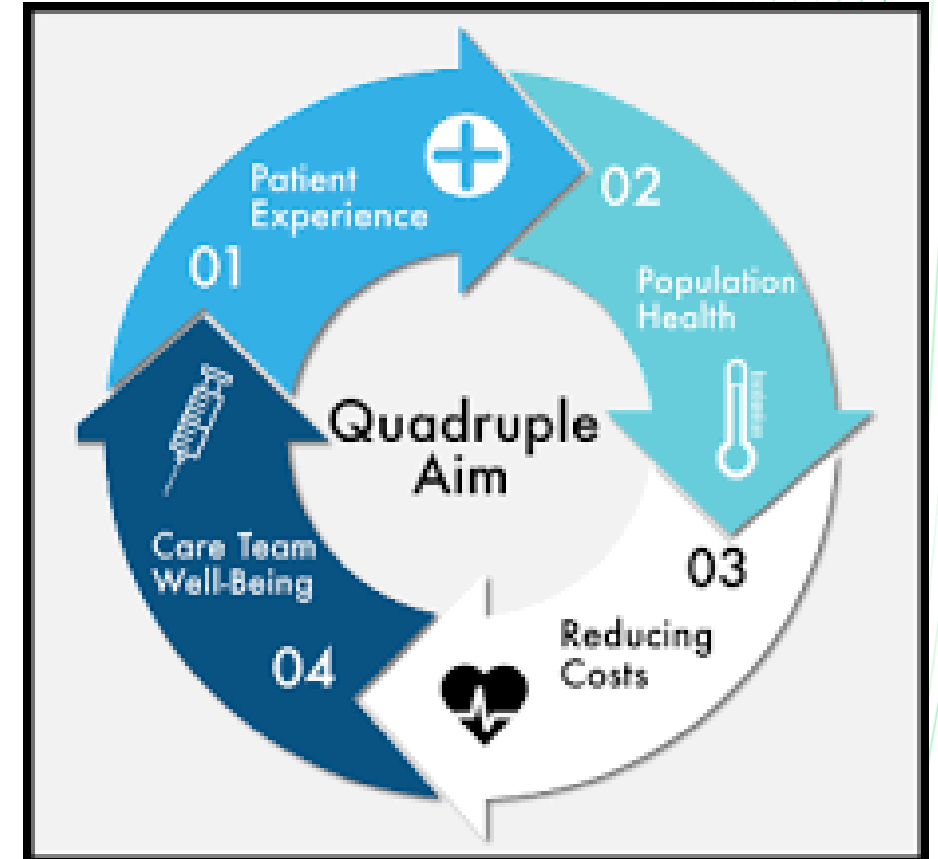 01
Patient
Experience
02
Population
Health
03
Reducing
Costs
04
Care Team
Well-Being
Quadruple
Aim